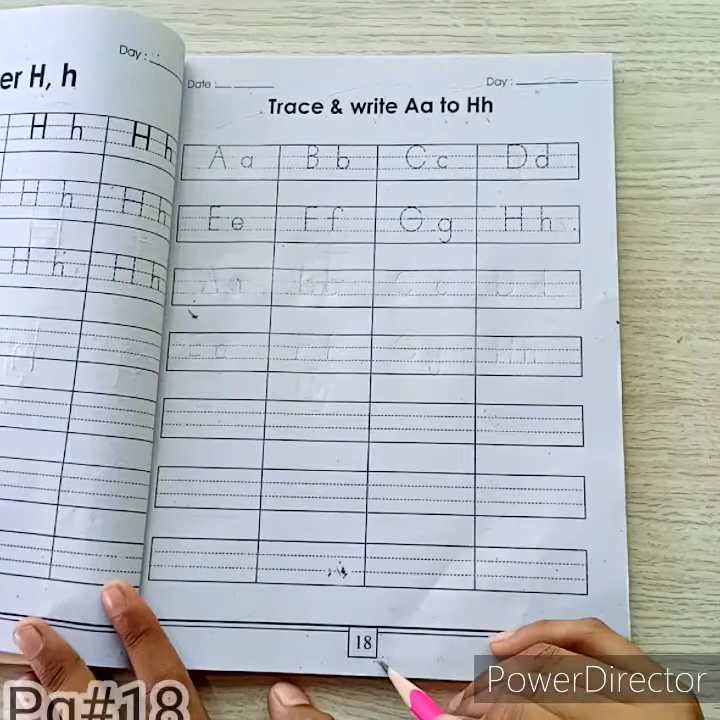 Day :
er H, h
H h H h
H h H h
H h H h
Date : Day :
Trace & write Aa to Hh
A a B b C c D d
E e F f G g H h
A a b b C c D d
18
Pg#18
PowerDirector